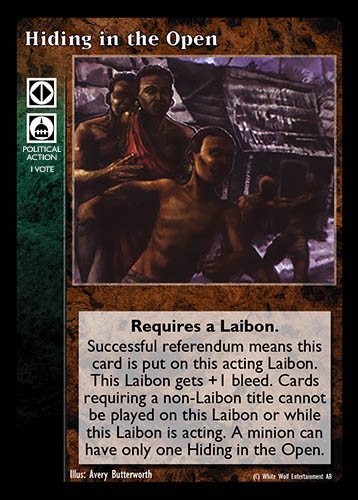 Hiding in the Open
POLITICAL
ACTION
1 VOTE
Requires a Laibon.
Successful referendum means this
card is put on this acting Laibon.
This Laibon gets +1 bleed. Cards
requiring a non-Laibon title cannot
be played on this Laibon or while
this Laibon is acting. A minion can
have only one Hiding in the Open.
Illus: Avery Butterworth
(C) White Wolf Entertainment AB